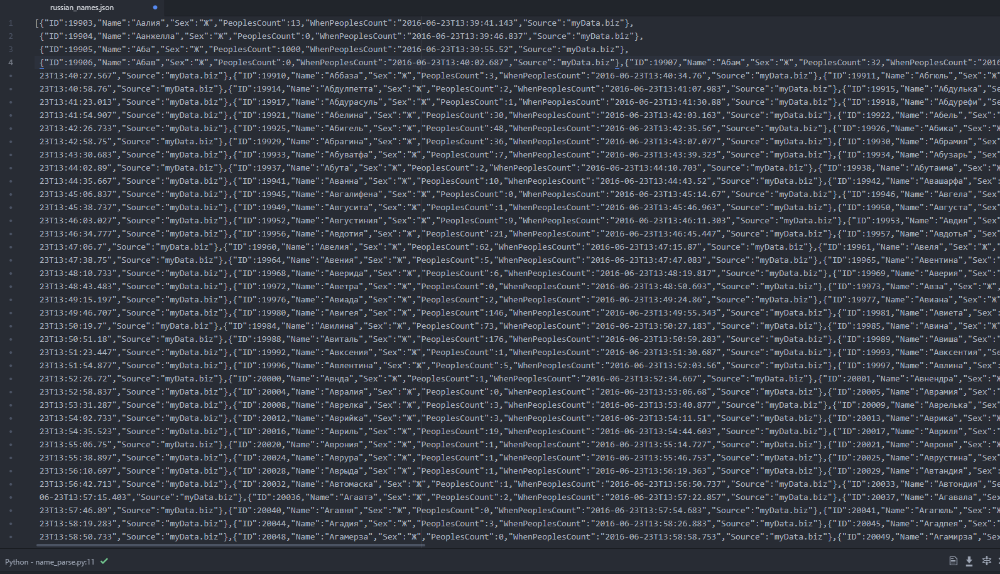 russian_names.json
1 [{"ID":19903,"Name":"Аалия","Sex":"Ж","PeoplesCount":13,"WhenPeoplesCount":"2016-06-23T13:39:41.143","Source":"myData.biz"},
2 {"ID":19904,"Name":"Аанжелла","Sex":"Ж","PeoplesCount":0,"WhenPeoplesCount":"2016-06-23T13:39:46.837","Source":"myData.biz"},
3 {"ID":19905,"Name":"Аба","Sex":"Ж","PeoplesCount":1000,"WhenPeoplesCount":"2016-06-23T13:39:55.52","Source":"myData.biz"},
4 {"ID":19906,"Name":"Абав","Sex":"Ж","PeoplesCount":0,"WhenPeoplesCount":"2016-06-23T13:40:02.687","Source":"myData.biz"},{"ID":19907,"Name":"Абам","Sex":"Ж","PeoplesCount":32,"WhenPeoplesCount":"2016
23T13:40:27.567","Source":"myData.biz"},{"ID":19910,"Name":"Аббаза","Sex":"Ж","PeoplesCount":3,"WhenPeoplesCount":"2016-06-23T13:40:34.76","Source":"myData.biz"},{"ID":19911,"Name":"Абгюль","Sex":"Ж"
23T13:40:58.76","Source":"myData.biz"},{"ID":19914,"Name":"Абдулпетта","Sex":"Ж","PeoplesCount":2,"WhenPeoplesCount":"2016-06-23T13:41:07.983","Source":"myData.biz"},{"ID":19915,"Name":"Абдулька","Se
23T13:41:23.013","Source":"myData.biz"},{"ID":19917,"Name":"Абдурасуль","Sex":"Ж","PeoplesCount":1,"WhenPeoplesCount":"2016-06-23T13:41:30.88","Source":"myData.biz"},{"ID":19918,"Name":"Абдурефи","Se
23T13:41:54.907","Source":"myData.biz"},{"ID":19921,"Name":"Абелина","Sex":"Ж","PeoplesCount":30,"WhenPeoplesCount":"2016-06-23T13:42:03.163","Source":"myData.biz"},{"ID":19922,"Name":"Абель","Sex":"
23T13:42:26.733","Source":"myData.biz"},{"ID":19925,"Name":"Абигель","Sex":"Ж","PeoplesCount":48,"WhenPeoplesCount":"2016-06-23T13:42:35.56","Source":"myData.biz"},{"ID":19926,"Name":"Абика","Sex":"Ж
23T13:42:58.75","Source":"myData.biz"},{"ID":19929,"Name":"Абрагина","Sex":"Ж","PeoplesCount":36,"WhenPeoplesCount":"2016-06-23T13:43:07.077","Source":"myData.biz"},{"ID":19930,"Name":"Абрамия","Sex"
23T13:43:30.683","Source":"myData.biz"},{"ID":19933,"Name":"Абуватфа","Sex":"Ж","PeoplesCount":7,"WhenPeoplesCount":"2016-06-23T13:43:39.323","Source":"myData.biz"},{"ID":19934,"Name":"Абузарь","Sex"
23T13:44:02.89","Source":"myData.biz"},{"ID":19937,"Name":"Абута","Sex":"Ж","PeoplesCount":2,"WhenPeoplesCount":"2016-06-23T13:44:10.703","Source":"myData.biz"},{"ID":19938,"Name":"Абутаима","Sex":"Ж
23T13:44:35.667","Source":"myData.biz"},{"ID":19941,"Name":"Аванна","Sex":"Ж","PeoplesCount":10,"WhenPeoplesCount":"2016-06-23T13:44:43.52","Source":"myData.biz"},{"ID":19942,"Name":"Авашарфа","Sex":
23T13:45:06.837","Source":"myData.biz"},{"ID":19945,"Name":"Авгалифена","Sex":"Ж","PeoplesCount":0,"WhenPeoplesCount":"2016-06-23T13:45:14.67","Source":"myData.biz"},{"ID":19946,"Name":"Авгела","Sex"
23T13:45:38.737","Source":"myData.biz"},{"ID":19949,"Name":"Авгусита","Sex":"Ж","PeoplesCount":1,"WhenPeoplesCount":"2016-06-23T13:45:46.963","Source":"myData.biz"},{"ID":19950,"Name":"Августа","Sex"
23T13:46:03.027","Source":"myData.biz"},{"ID":19952,"Name":"Августиния","Sex":"Ж","PeoplesCount":9,"WhenPeoplesCount":"2016-06-23T13:46:11.303","Source":"myData.biz"},{"ID":19953,"Name":"Авдия","Sex"
23T13:46:34.777","Source":"myData.biz"},{"ID":19956,"Name":"Авдотия","Sex":"Ж","PeoplesCount":21,"WhenPeoplesCount":"2016-06-23T13:46:45.447","Source":"myData.biz"},{"ID":19957,"Name":"Авдотья","Sex"
23T13:47:06.7","Source":"myData.biz"},{"ID":19960,"Name":"Авелия","Sex":"Ж","PeoplesCount":62,"WhenPeoplesCount":"2016-06-23T13:47:15.87","Source":"myData.biz"},{"ID":19961,"Name":"Авеля","Sex":"Ж","
23T13:47:38.75","Source":"myData.biz"},{"ID":19964,"Name":"Авения","Sex":"Ж","PeoplesCount":5,"WhenPeoplesCount":"2016-06-23T13:47:47.083","Source":"myData.biz"},{"ID":19965,"Name":"Авентина","Sex":"
23T13:48:10.733","Source":"myData.biz"},{"ID":19968,"Name":"Аверида","Sex":"Ж","PeoplesCount":6,"WhenPeoplesCount":"2016-06-23T13:48:19.817","Source":"myData.biz"},{"ID":19969,"Name":"Аверия","Sex":"
23T13:48:43.483","Source":"myData.biz"},{"ID":19972,"Name":"Аветра","Sex":"Ж","PeoplesCount":0,"WhenPeoplesCount":"2016-06-23T13:48:50.693","Source":"myData.biz"},{"ID":19973,"Name":"Авза","Sex":"Ж",
23T13:49:15.197","Source":"myData.biz"},{"ID":19976,"Name":"Авиада","Sex":"Ж","PeoplesCount":2,"WhenPeoplesCount":"2016-06-23T13:49:24.86","Source":"myData.biz"},{"ID":19977,"Name":"Авиана","Sex":"Ж"
23T13:49:46.707","Source":"myData.biz"},{"ID":19980,"Name":"Авигея","Sex":"Ж","PeoplesCount":146,"WhenPeoplesCount":"2016-06-23T13:49:55.343","Source":"myData.biz"},{"ID":19981,"Name":"Авиета","Sex":
23T13:50:19.7","Source":"myData.biz"},{"ID":19984,"Name":"Авилина","Sex":"Ж","PeoplesCount":73,"WhenPeoplesCount":"2016-06-23T13:50:27.183","Source":"myData.biz"},{"ID":19985,"Name":"Авина","Sex":"Ж"
23T13:50:51.18","Source":"myData.biz"},{"ID":19988,"Name":"Авиталь","Sex":"Ж","PeoplesCount":176,"WhenPeoplesCount":"2016-06-23T13:50:59.283","Source":"myData.biz"},{"ID":19989,"Name":"Авиша","Sex":"
23T13:51:23.447","Source":"myData.biz"},{"ID":19992,"Name":"Авксения","Sex":"Ж","PeoplesCount":1,"WhenPeoplesCount":"2016-06-23T13:51:30.687","Source":"myData.biz"},{"ID":19993,"Name":"Авксентия","Se
23T13:51:54.877","Source":"myData.biz"},{"ID":19996,"Name":"Авлентина","Sex":"Ж","PeoplesCount":5,"WhenPeoplesCount":"2016-06-23T13:52:03.56","Source":"myData.biz"},{"ID":19997,"Name":"Авлина","Sex":
23T13:52:26.72","Source":"myData.biz"},{"ID":20000,"Name":"Авнда","Sex":"Ж","PeoplesCount":1,"WhenPeoplesCount":"2016-06-23T13:52:34.667","Source":"myData.biz"},{"ID":20001,"Name":"Авнендра","Sex":"Ж
23T13:52:58.837","Source":"myData.biz"},{"ID":20004,"Name":"Авралия","Sex":"Ж","PeoplesCount":0,"WhenPeoplesCount":"2016-06-23T13:53:06.68","Source":"myData.biz"},{"ID":20005,"Name":"Аврамия","Sex":"
23T13:53:31.287","Source":"myData.biz"},{"ID":20008,"Name":"Аврелка","Sex":"Ж","PeoplesCount":3,"WhenPeoplesCount":"2016-06-23T13:53:40.877","Source":"myData.biz"},{"ID":20009,"Name":"Аврелька","Sex"
23T13:54:02.733","Source":"myData.biz"},{"ID":20012,"Name":"Аврийка","Sex":"Ж","PeoplesCount":3,"WhenPeoplesCount":"2016-06-23T13:54:11.51","Source":"myData.biz"},{"ID":20013,"Name":"Аврика","Sex":"Ж
23T13:54:35.523","Source":"myData.biz"},{"ID":20016,"Name":"Авриль","Sex":"Ж","PeoplesCount":19,"WhenPeoplesCount":"2016-06-23T13:54:44.603","Source":"myData.biz"},{"ID":20017,"Name":"Авриля","Sex":"
23T13:55:06.75","Source":"myData.biz"},{"ID":20020,"Name":"Аврония","Sex":"Ж","PeoplesCount":1,"WhenPeoplesCount":"2016-06-23T13:55:14.727","Source":"myData.biz"},{"ID":20021,"Name":"Авроня","Sex":"Ж
23T13:55:38.897","Source":"myData.biz"},{"ID":20024,"Name":"Аврура","Sex":"Ж","PeoplesCount":1,"WhenPeoplesCount":"2016-06-23T13:55:46.753","Source":"myData.biz"},{"ID":20025,"Name":"Аврустина","Sex"
23T13:56:10.697","Source":"myData.biz"},{"ID":20028,"Name":"Аврыда","Sex":"Ж","PeoplesCount":1,"WhenPeoplesCount":"2016-06-23T13:56:19.363","Source":"myData.biz"},{"ID":20029,"Name":"Автандия","Sex":
23T13:56:42.713","Source":"myData.biz"},{"ID":20032,"Name":"Автомаска","Sex":"Ж","PeoplesCount":1,"WhenPeoplesCount":"2016-06-23T13:56:50.737","Source":"myData.biz"},{"ID":20033,"Name":"Автондия","Se
06-23T13:57:15.403","Source":"myData.biz"},{"ID":20036,"Name":"Агаатэ","Sex":"Ж","PeoplesCount":2,"WhenPeoplesCount":"2016-06-23T13:57:22.857","Source":"myData.biz"},{"ID":20037,"Name":"Агавала","Sex
23T13:57:46.89","Source":"myData.biz"},{"ID":20040,"Name":"Агавня","Sex":"Ж","PeoplesCount":0,"WhenPeoplesCount":"2016-06-23T13:57:54.683","Source":"myData.biz"},{"ID":20041,"Name":"Агагюль","Sex":"Ж
23T13:58:19.283","Source":"myData.biz"},{"ID":20044,"Name":"Агадия","Sex":"Ж","PeoplesCount":3,"WhenPeoplesCount":"2016-06-23T13:58:26.883","Source":"myData.biz"},{"ID":20045,"Name":"Агадпея","Sex":"
23T13:58:50.733","Source":"myData.biz"},{"ID":20048,"Name":"Агамерза","Sex":"Ж","PeoplesCount":0,"WhenPeoplesCount":"2016-06-23T13:58:58.753","Source":"myData.biz"},{"ID":20049,"Name":"Агамирза","Sex
Python - name_parse.py:11